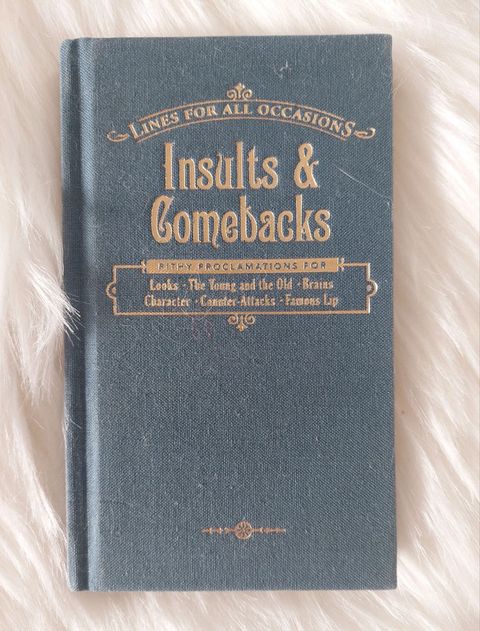 LINES FOR ALL OCCASIONS
Insults &
Comebacks
PITHY PROCLAMATIONS FOR
Looks · The Young and the Old · Brains
Character · Counter-Attacks · Famous Lip